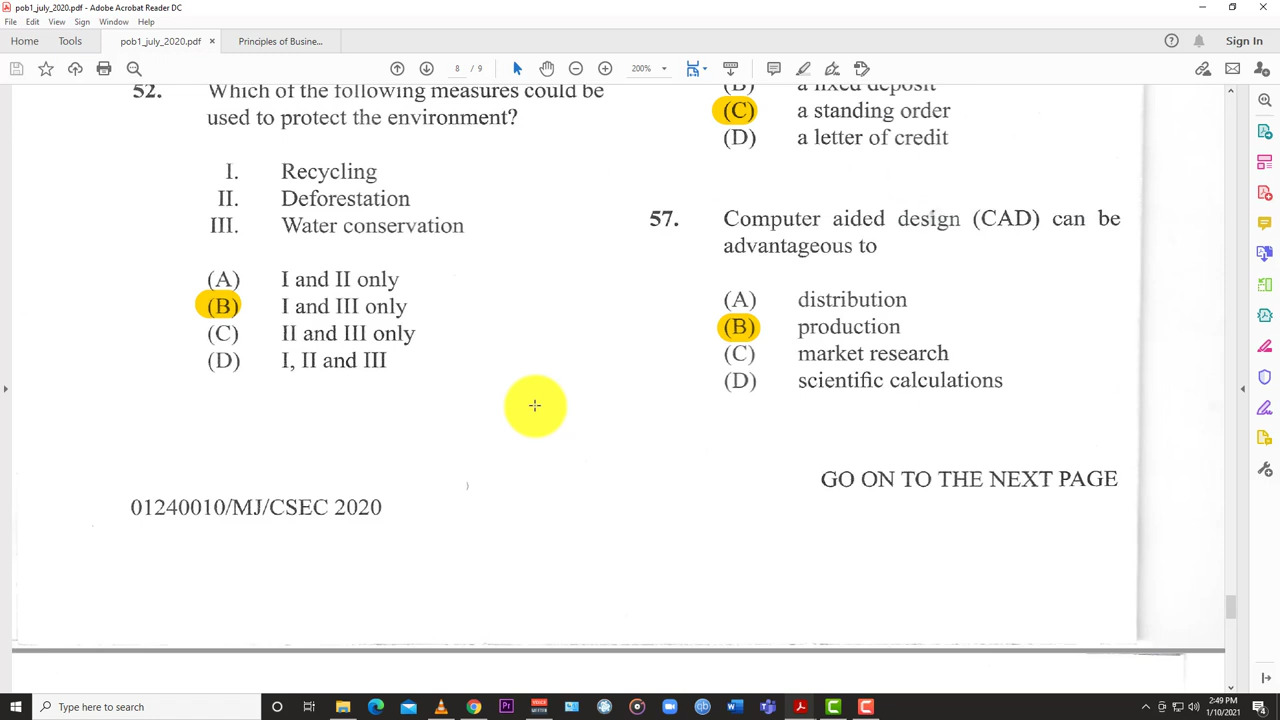 pob1_july_2020.pdf - Adobe Acrobat Reader DC
File Edit View Window Help
Home Tools pob1_july_2020.pdf × Principles of Busine... Sign In
8 / 9 200%
52. Which of the following measures could be
used to protect the environment?
I. Recycling
II. Deforestation
III. Water conservation
(A) I and II only
(B) I and III only
(C) II and III only
(D) I, II and III
01240010/MJ/CSEC 2020
(B) a fixed deposit
(C) a standing order
(D) a letter of credit
57. Computer aided design (CAD) can be
advantageous to
(A) distribution
(B) production
(C) market research
(D) scientific calculations
GO ON TO THE NEXT PAGE
Type here to search
2:49 PM
1/10/2021